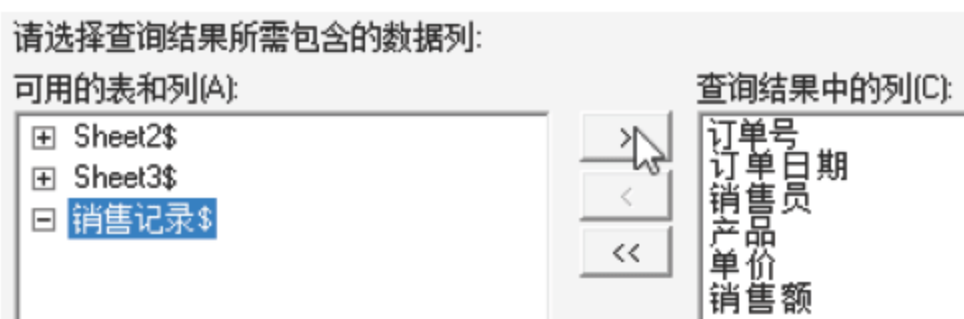 请选择查询结果所需包含的数据列:
可用的表和列(A):
查询结果中的列(C):
Sheet2$
Sheet3$
销售记录$
>
<
<<
订单号
订单日期
销售员
产品
单价
销售额